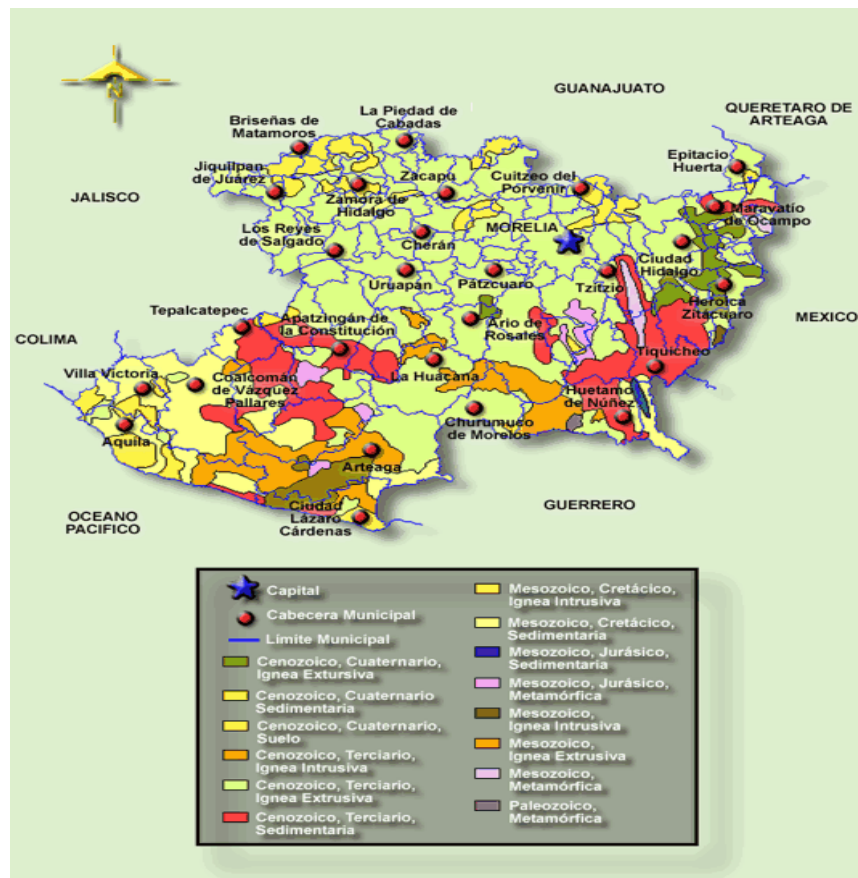 N
GUANAJUATO
La Piedad de
Cabadas
Briseñas de
Matamoros
QUERETARO DE
ARTEAGA
Epitacio
Huerta
Jiquilpan
de Juárez
Zacapu
Cuitzeo del
Porvenir
JALISCO
Zamora de
Hidalgo
Maravatío
de Ocampo
Los Reyes
de Salgado
Cherán
MORELIA
Ciudad
Hidalgo
Uruapan
Pátzcuaro
Tzitzio
Heroica
Zitácuaro
Tepalcatepec
Apatzingán de
la Constitución
Ario de
Rosales
MEXICO
COLIMA
Tiquicheo
Villa Victoria
Coalcomán
de Vázquez
Pallares
La Huacana
Huetamo
de Núñez
Churumuco
de Morelos
Aquila
Arteaga
OCEANO
PACIFICO
Ciudad
Lázaro
Cárdenas
GUERRERO
Capital
Cabecera Municipal
Límite Municipal
Cenozoico, Cuaternario,
Ignea Extursiva
Cenozoico, Cuaternario
Sedimentaria
Cenozoico, Cuaternario,
Suelo
Cenozoico, Terciario,
Ignea Intrusiva
Cenozoico, Terciario,
Ignea Extrusiva
Cenozoico, Terciario,
Sedimentaria
Mesozoico, Cretácico,
Ignea Intrusiva
Mesozoico, Cretácico,
Sedimentaria
Mesozoico, Jurásico,
Sedimentaria
Mesozoico, Jurásico,
Metamórfica
Mesozoico,
Ignea Intrusiva
Mesozoico,
Ignea Extrusiva
Mesozoico,
Metamórfica
Paleozoico,
Metamórfica